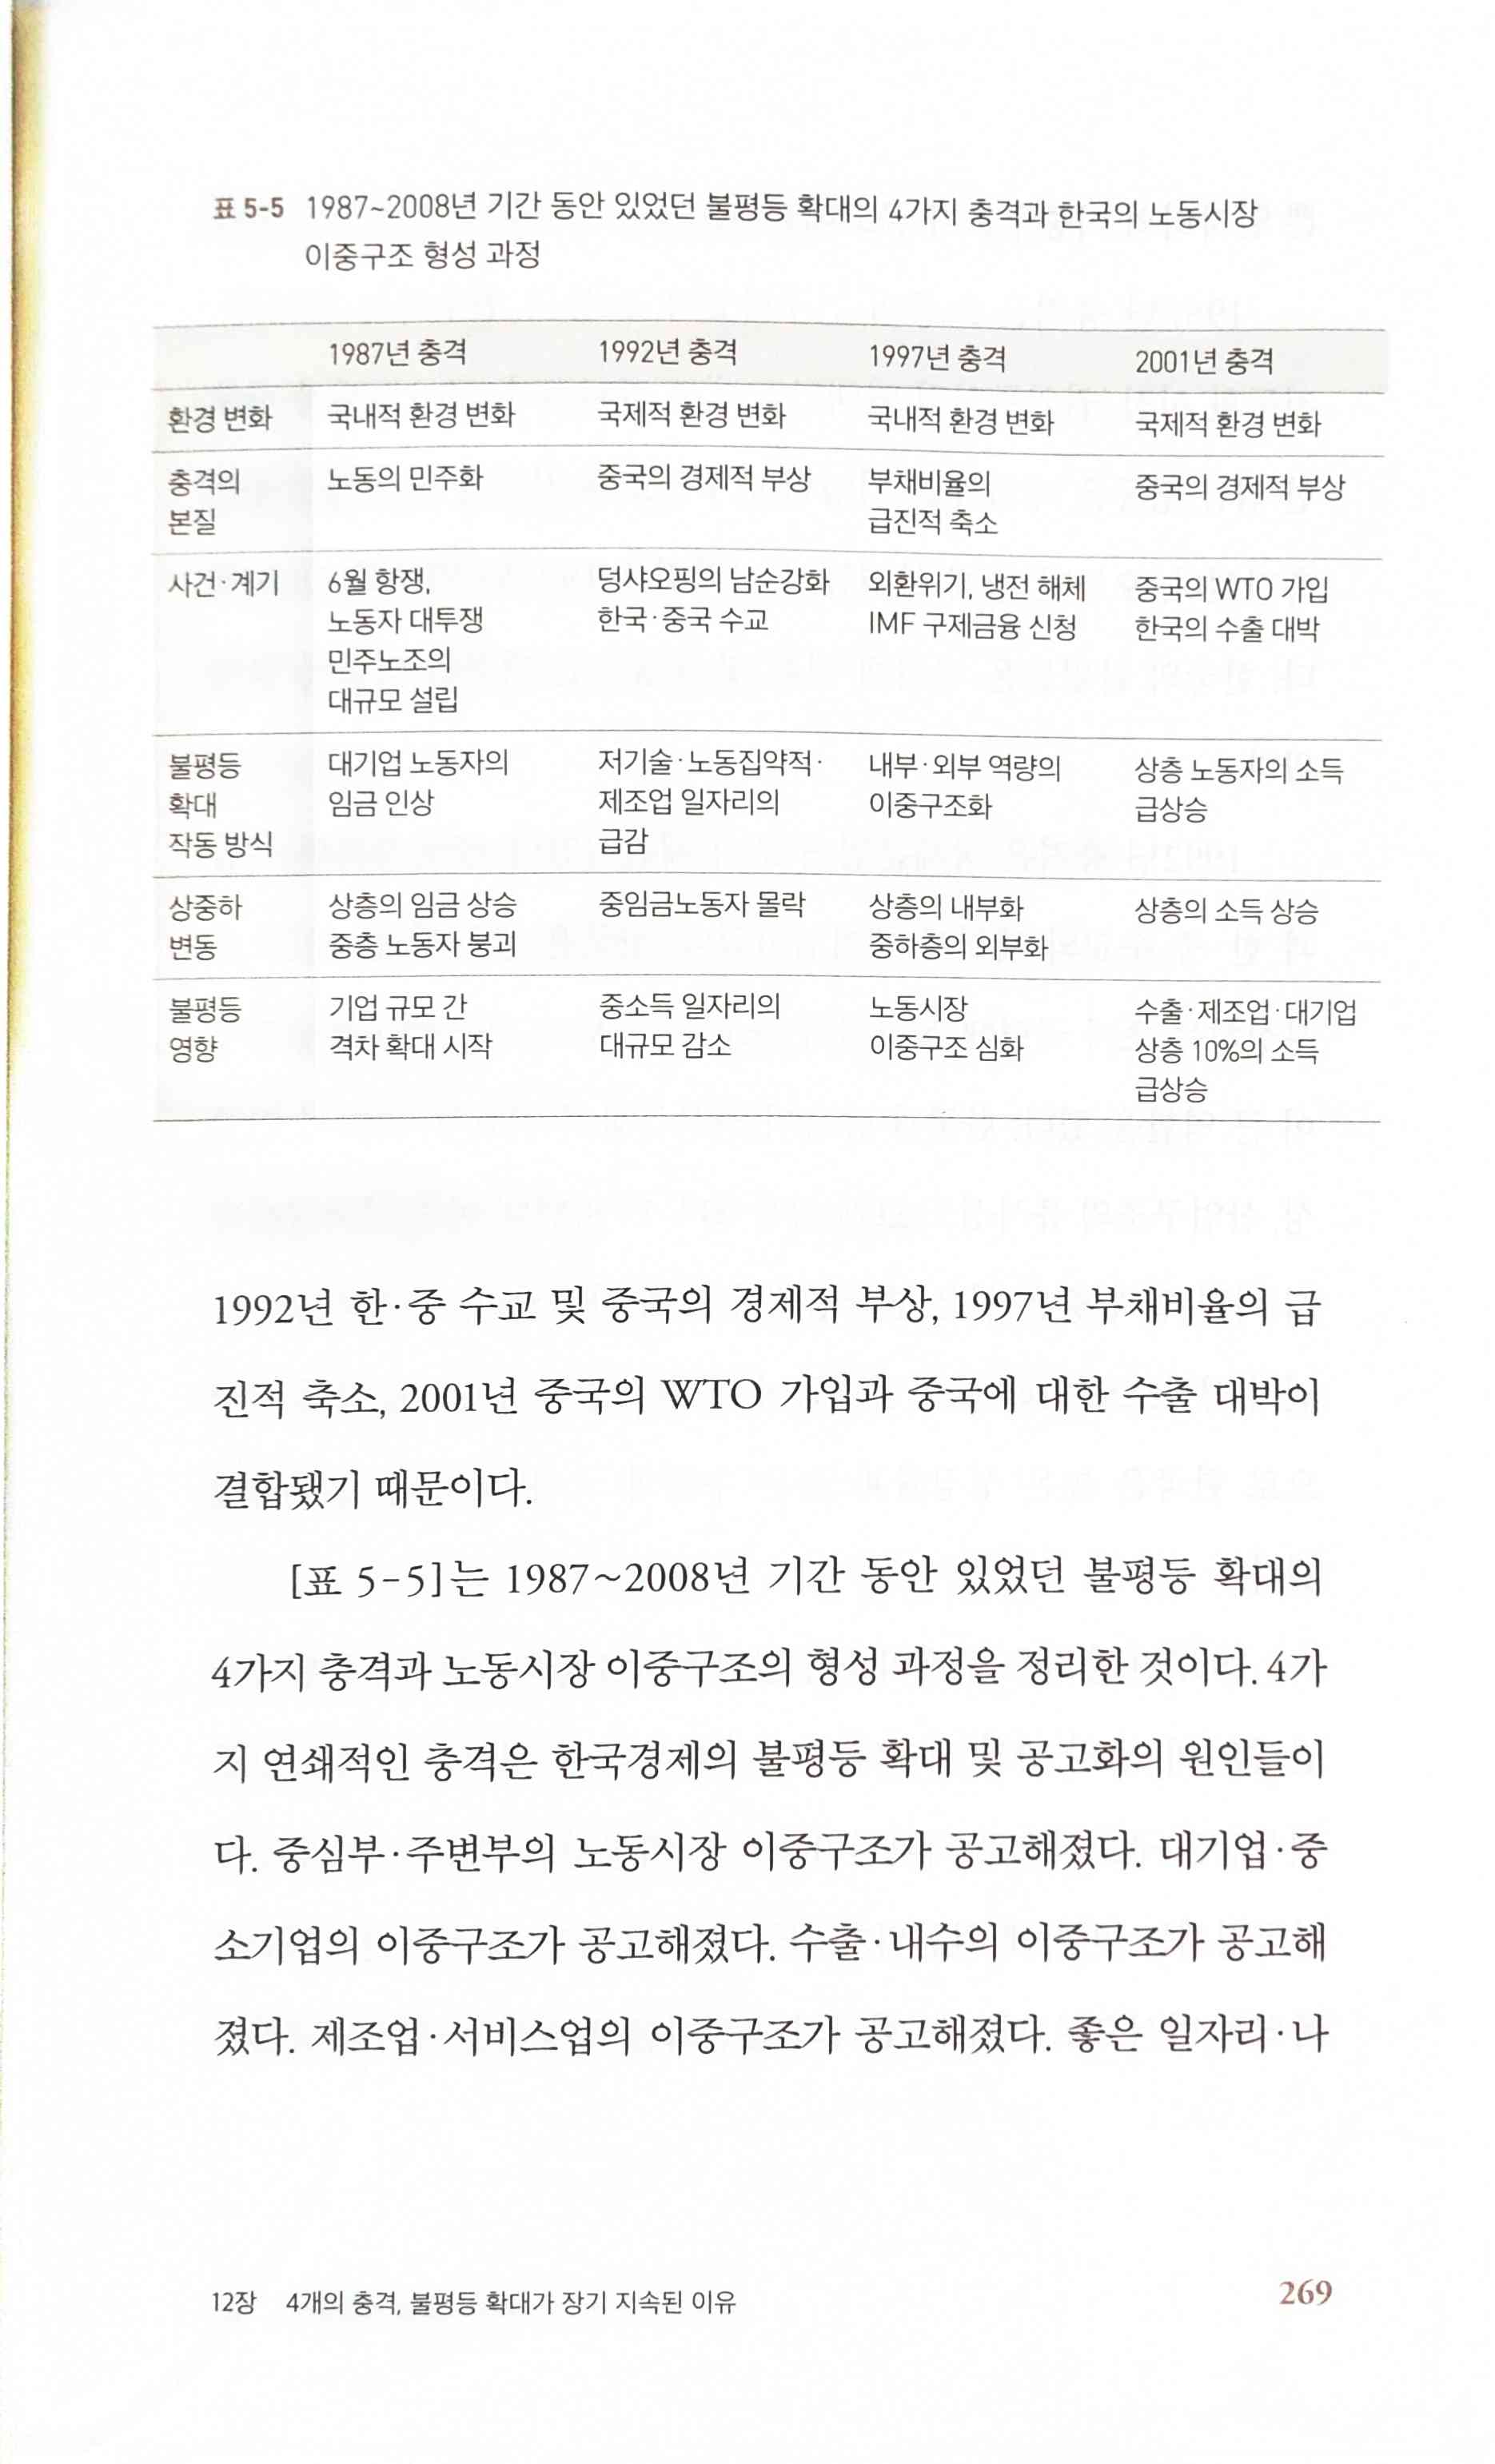 표 5-5 1987~2008년 기간 동안 있었던 불평등 확대의 4가지 충격과 한국의 노동시장
이중구조 형성 과정
1987년 충격 1992년 충격 1997년 충격 2001년 충격
환경 변화 국내적 환경 변화 국제적 환경 변화 국내적 환경 변화 국제적 환경 변화
충격의 노동의 민주화 중국의 경제적 부상 부채비율의 중국의 경제적 부상
본질 급진적 축소
사건·계기 6월 항쟁, 덩샤오핑의 남순강화 외환위기, 냉전 해체 중국의 WTO 가입
노동자 대투쟁 한국·중국 수교 IMF 구제금융 신청 한국의 수출 대박
민주노조의
대규모 설립
불평등 대기업 노동자의 저기술·노동집약적· 내부·외부 역량의 상층 노동자의 소득
확대 임금 인상 제조업 일자리의 이중구조화 급상승
작동 방식 급감
상중하 상층의 임금 상승 중임금노동자 몰락 상층의 내부화 상층의 소득 상승
변동 중층 노동자 붕괴 중하층의 외부화
불평등 기업 규모 간 중소득 일자리의 노동시장 수출·제조업·대기업
영향 격차 확대 시작 대규모 감소 이중구조 심화 상층 10%의 소득
급상승
1992년 한·중 수교 및 중국의 경제적 부상, 1997년 부채비율의 급
진적 축소, 2001년 중국의 WTO 가입과 중국에 대한 수출 대박이
결합됐기 때문이다.
[표 5-5]는 1987~2008년 기간 동안 있었던 불평등 확대의
4가지 충격과 노동시장 이중구조의 형성 과정을 정리한 것이다. 4가
지 연쇄적인 충격은 한국경제의 불평등 확대 및 공고화의 원인들이
다. 중심부·주변부의 노동시장 이중구조가 공고해졌다. 대기업·중
소기업의 이중구조가 공고해졌다. 수출·내수의 이중구조가 공고해
졌다. 제조업·서비스업의 이중구조가 공고해졌다. 좋은 일자리·나
12장 4개의 충격, 불평등 확대가 장기 지속된 이유 269